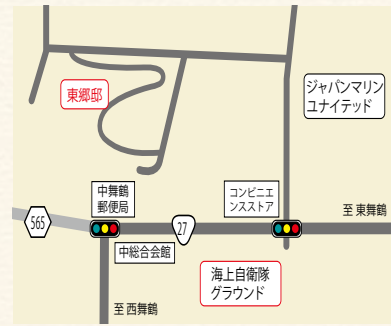 東郷邸
ジャパンマリン
ユナイテッド
中舞鶴
郵便局
コンビニエ
ンスストア
至 東舞鶴
565
27
中総合会館
海上自衛隊
グラウンド
至 西舞鶴